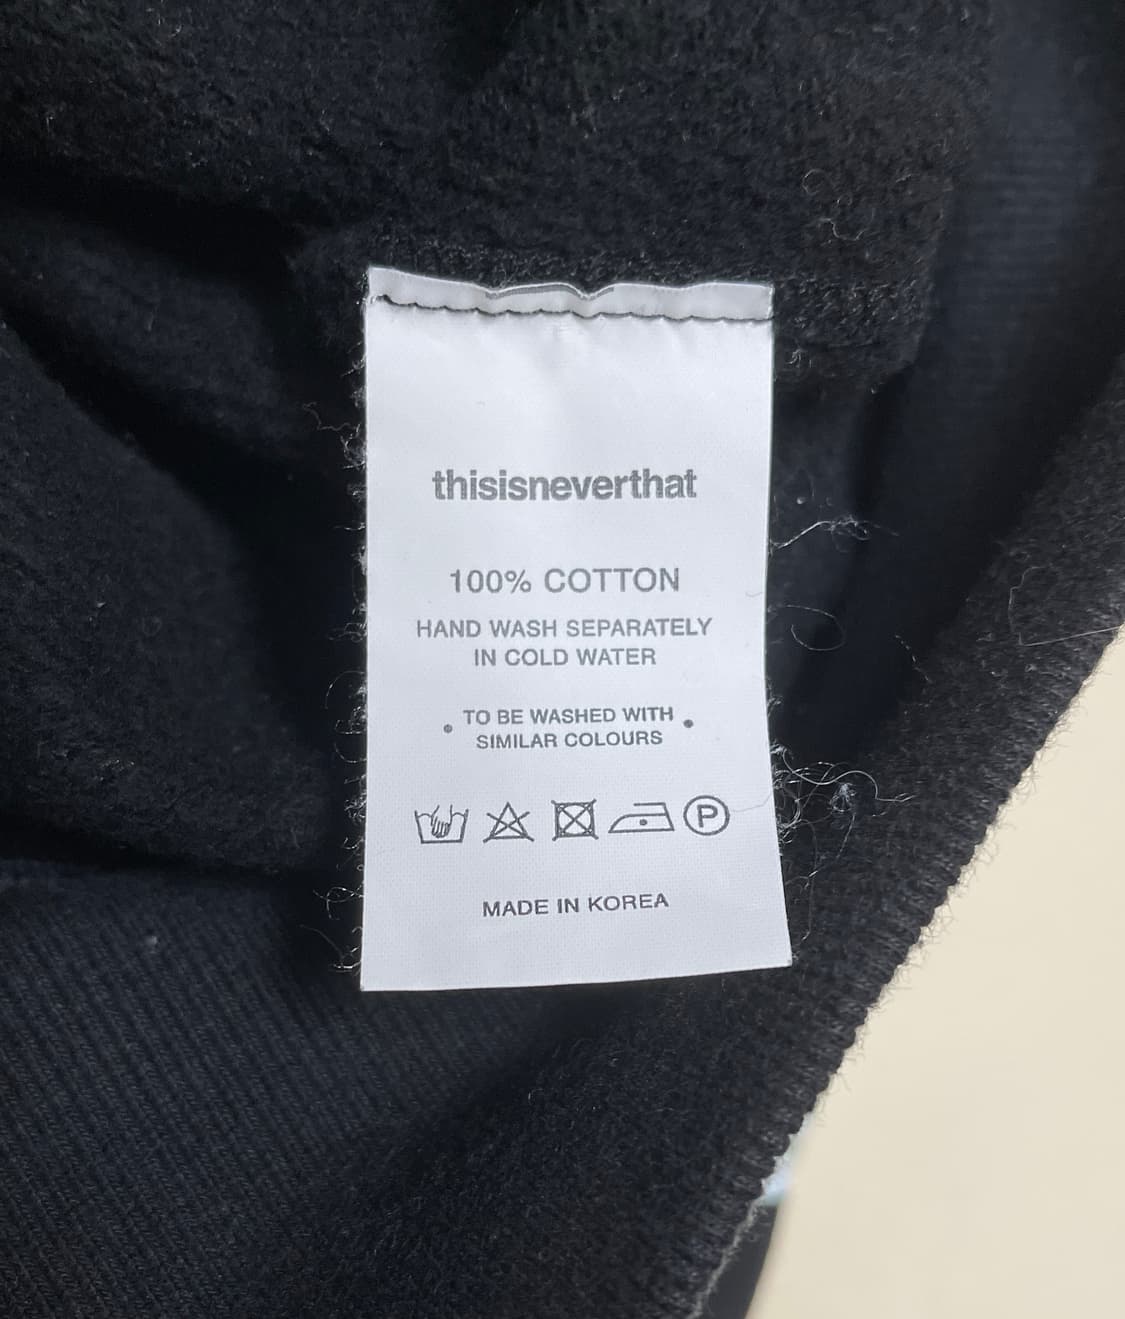 thisisneverthat
100% COTTON
HAND WASH SEPARATELY
IN COLD WATER
• TO BE WASHED WITH •
SIMILAR COLOURS
P
MADE IN KOREA